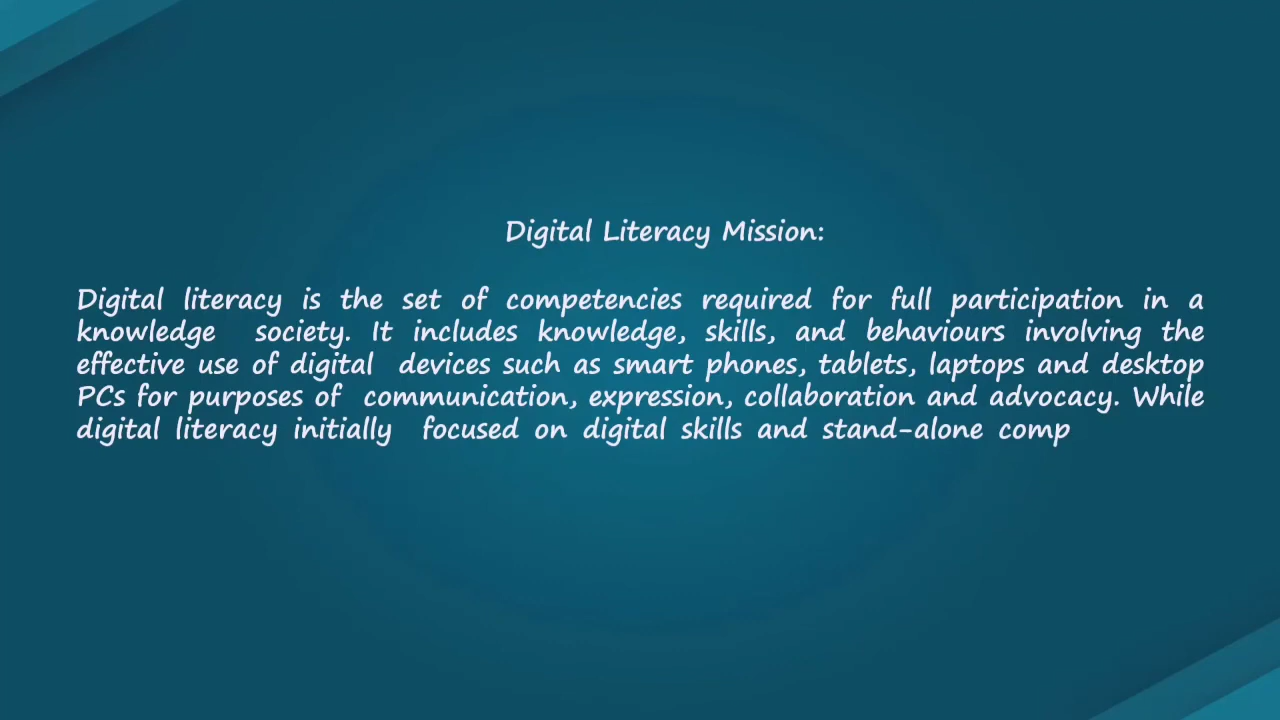 Digital Literacy Mission:
Digital literacy is the set of competencies required for full participation in a
knowledge society. It includes knowledge, skills, and behaviours involving the
effective use of digital devices such as smart phones, tablets, laptops and desktop
PCs for purposes of communication, expression, collaboration and advocacy. While
digital literacy initially focused on digital skills and stand-alone comp